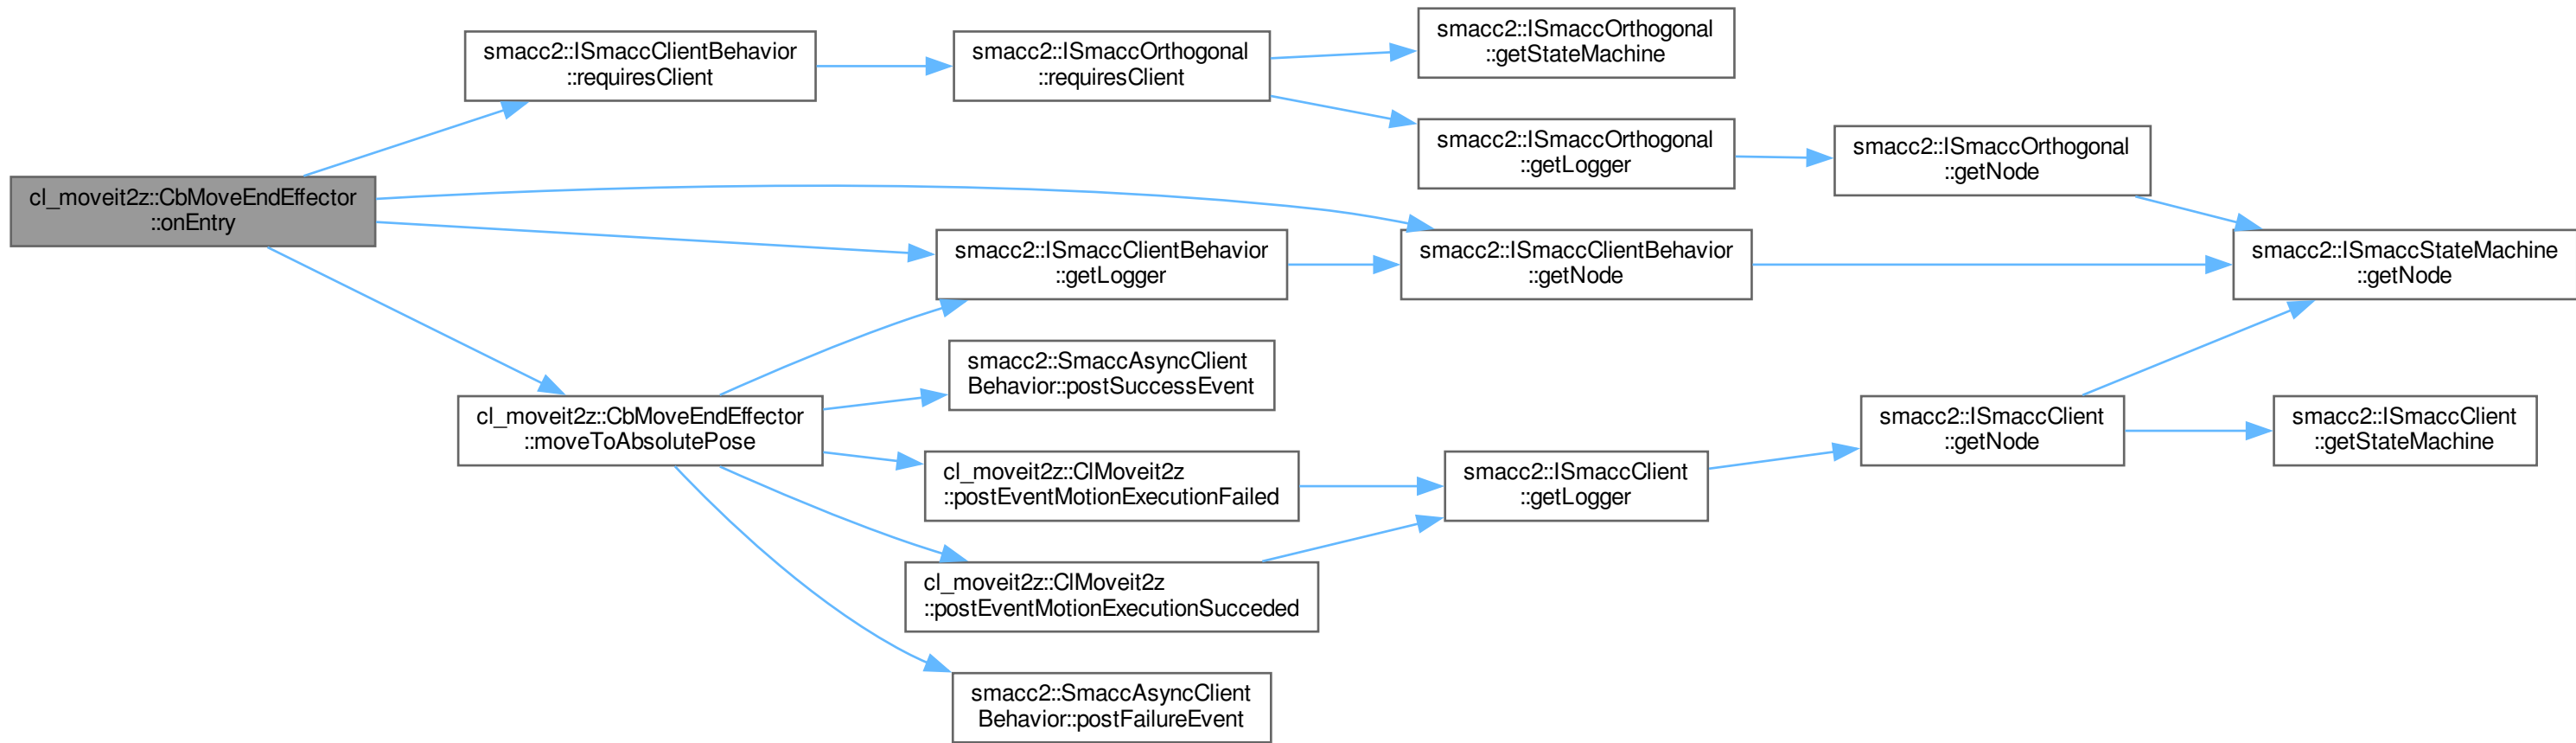 smacc2::ISmaccOrthogonal
::getStateMachine
smacc2::ISmaccClientBehavior
::requiresClient
smacc2::ISmaccOrthogonal
::requiresClient
smacc2::ISmaccOrthogonal
::getLogger
smacc2::ISmaccOrthogonal
::getNode
cl_moveit2z::CbMoveEndEffector
::onEntry
smacc2::ISmaccClientBehavior
::getLogger
smacc2::ISmaccClientBehavior
::getNode
smacc2::ISmaccStateMachine
::getNode
smacc2::SmaccAsyncClient
Behavior::postSuccessEvent
cl_moveit2z::CbMoveEndEffector
::moveToAbsolutePose
smacc2::ISmaccClient
::getNode
smacc2::ISmaccClient
::getStateMachine
cl_moveit2z::ClMoveit2z
::postEventMotionExecutionFailed
smacc2::ISmaccClient
::getLogger
cl_moveit2z::ClMoveit2z
::postEventMotionExecutionSucceded
smacc2::SmaccAsyncClient
Behavior::postFailureEvent